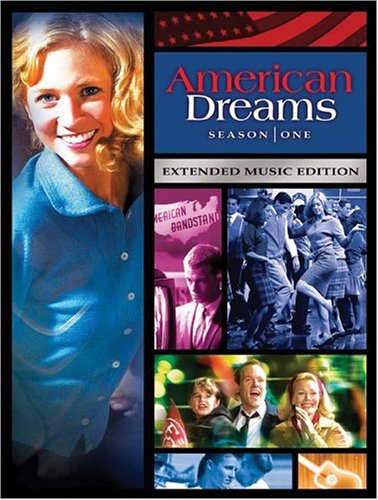 American
Dreams
SEASON | ONE
EXTENDED MUSIC EDITION
AMERICAN
BANDSTAND